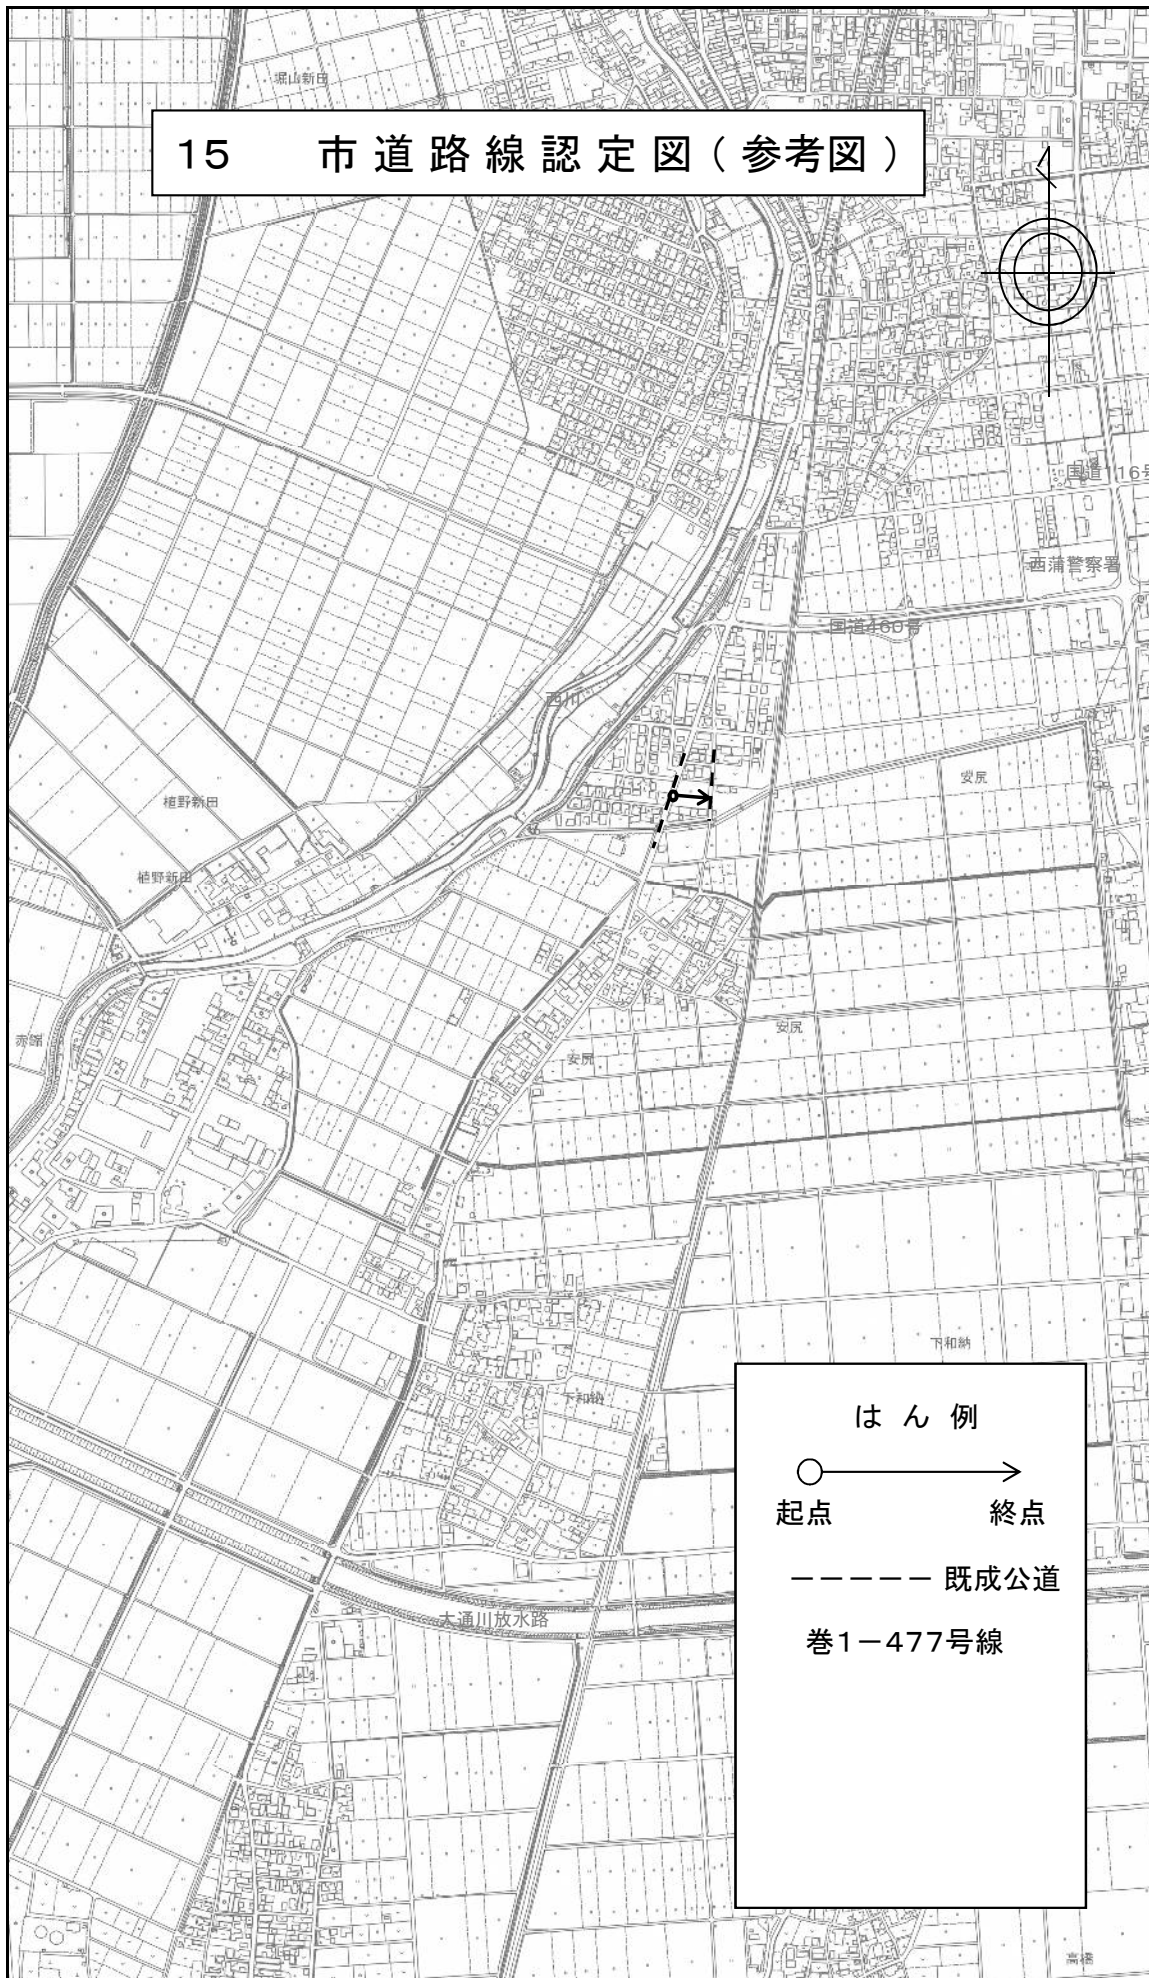 堀山新田
15 市道路線認定図(参考図)
国道116号
西蒲警察署
国道460号
西川
安尻
植野新田
植野新田
赤鏥
安尻
安尻
下和納
下和納
はん例
起点 終点
----- 既成公道
巻1-477号線
大通川放水路
高橋